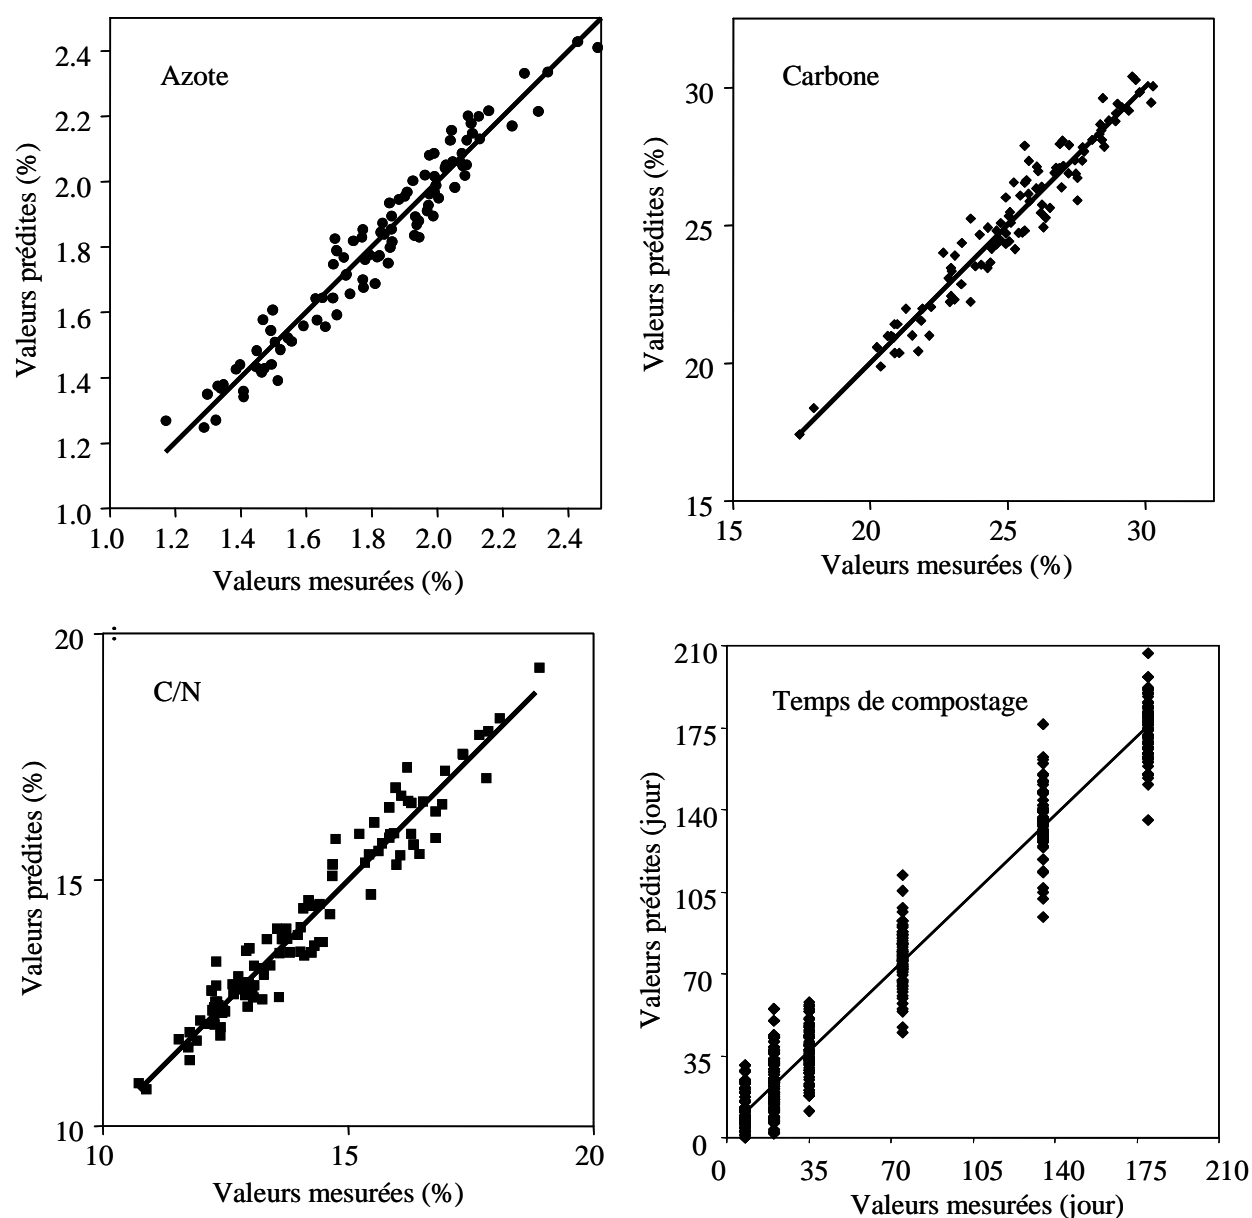 Azote
Valeurs prédites (%)
2.4
2.2
2.0
1.8
1.6
1.4
1.2
1.0
1.0 1.2 1.4 1.6 1.8 2.0 2.2 2.4
Valeurs mesurées (%)
Carbone
Valeurs prédites (%)
30
25
20
15
15 20 25 30
Valeurs mesurées (%)
C/N
Valeurs prédites (%)
20
15
10
10 15 20
Valeurs mesurées (%)
Temps de compostage
Valeurs prédites (jour)
210
175
140
105
70
35
0
0 35 70 105 140 175 210
Valeurs mesurées (jour)